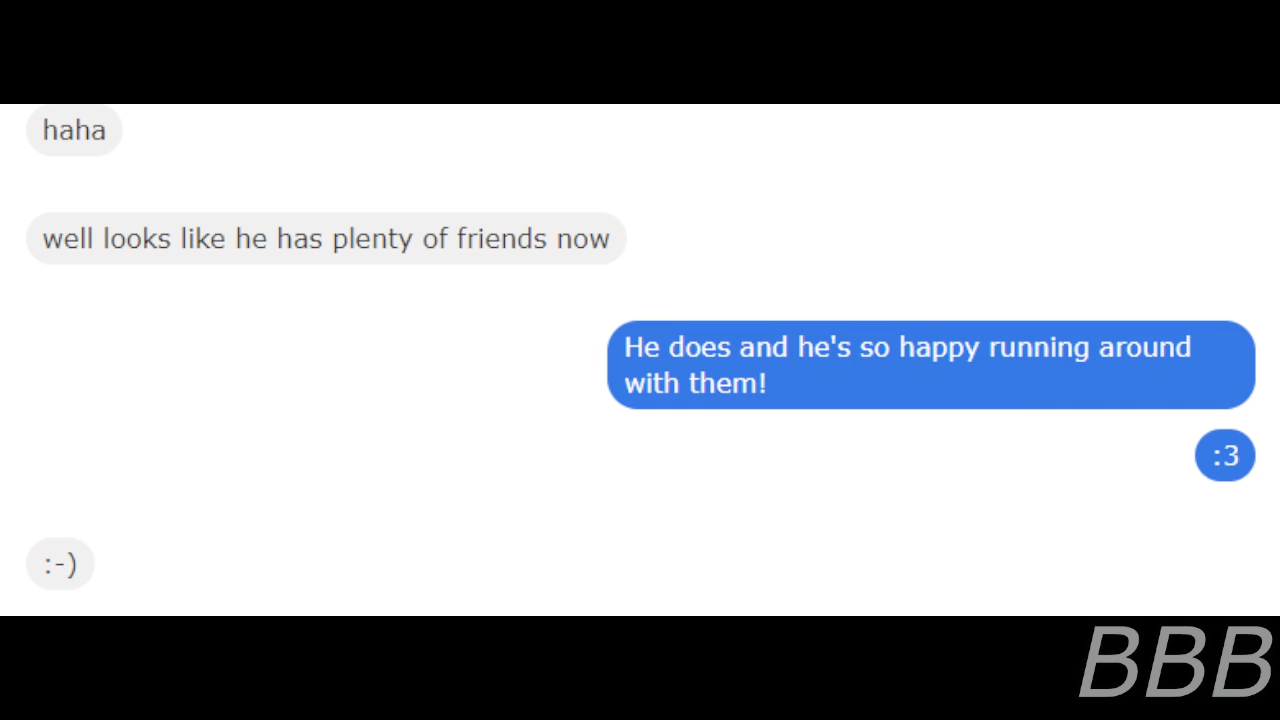 haha
well looks like he has plenty of friends now
He does and he's so happy running around
with them!
:3
:-)
BBB